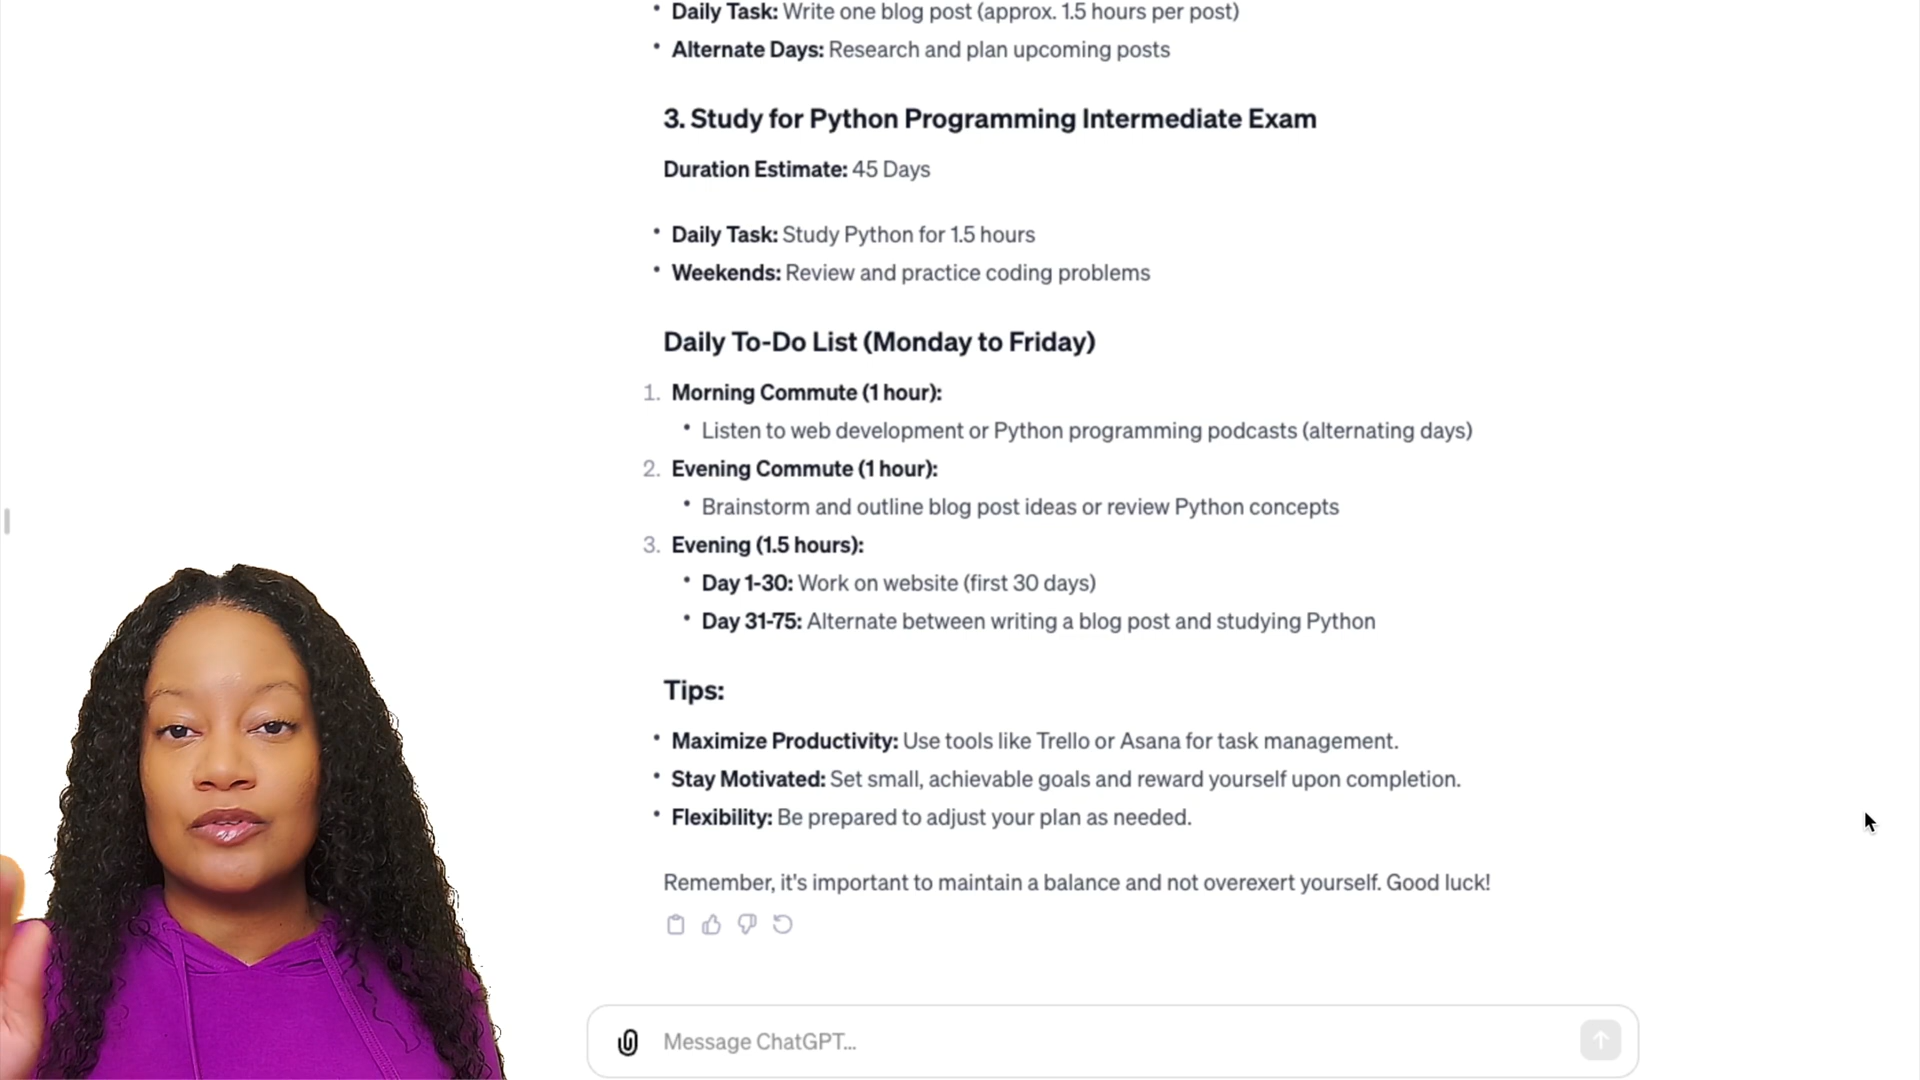 • Daily Task: Write one blog post (approx. 1.5 hours per post)
• Alternate Days: Research and plan upcoming posts
3. Study for Python Programming Intermediate Exam
Duration Estimate: 45 Days
• Daily Task: Study Python for 1.5 hours
• Weekends: Review and practice coding problems
Daily To-Do List (Monday to Friday)
1. Morning Commute (1 hour):
• Listen to web development or Python programming podcasts (alternating days)
2. Evening Commute (1 hour):
• Brainstorm and outline blog post ideas or review Python concepts
3. Evening (1.5 hours):
• Day 1-30: Work on website (first 30 days)
• Day 31-75: Alternate between writing a blog post and studying Python
Tips:
• Maximize Productivity: Use tools like Trello or Asana for task management.
• Stay Motivated: Set small, achievable goals and reward yourself upon completion.
• Flexibility: Be prepared to adjust your plan as needed.
Remember, it's important to maintain a balance and not overexert yourself. Good luck!
Message ChatGPT...